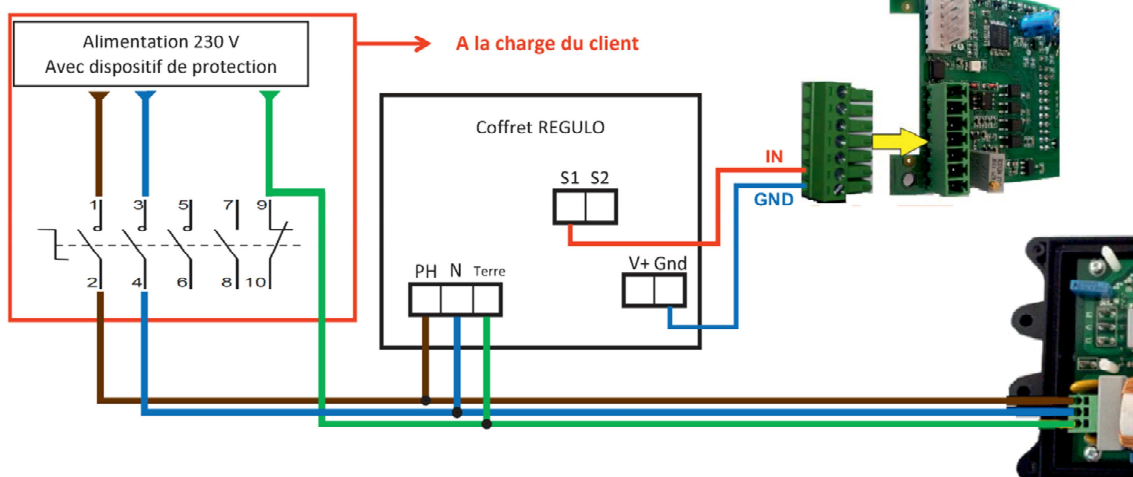 Alimentation 230 V
Avec dispositif de protection
A la charge du client
Coffret REGULO
IN
GND
S1 S2
V+ Gnd
PH N Terre
1 3 5 7 9
2 4 6 8 10